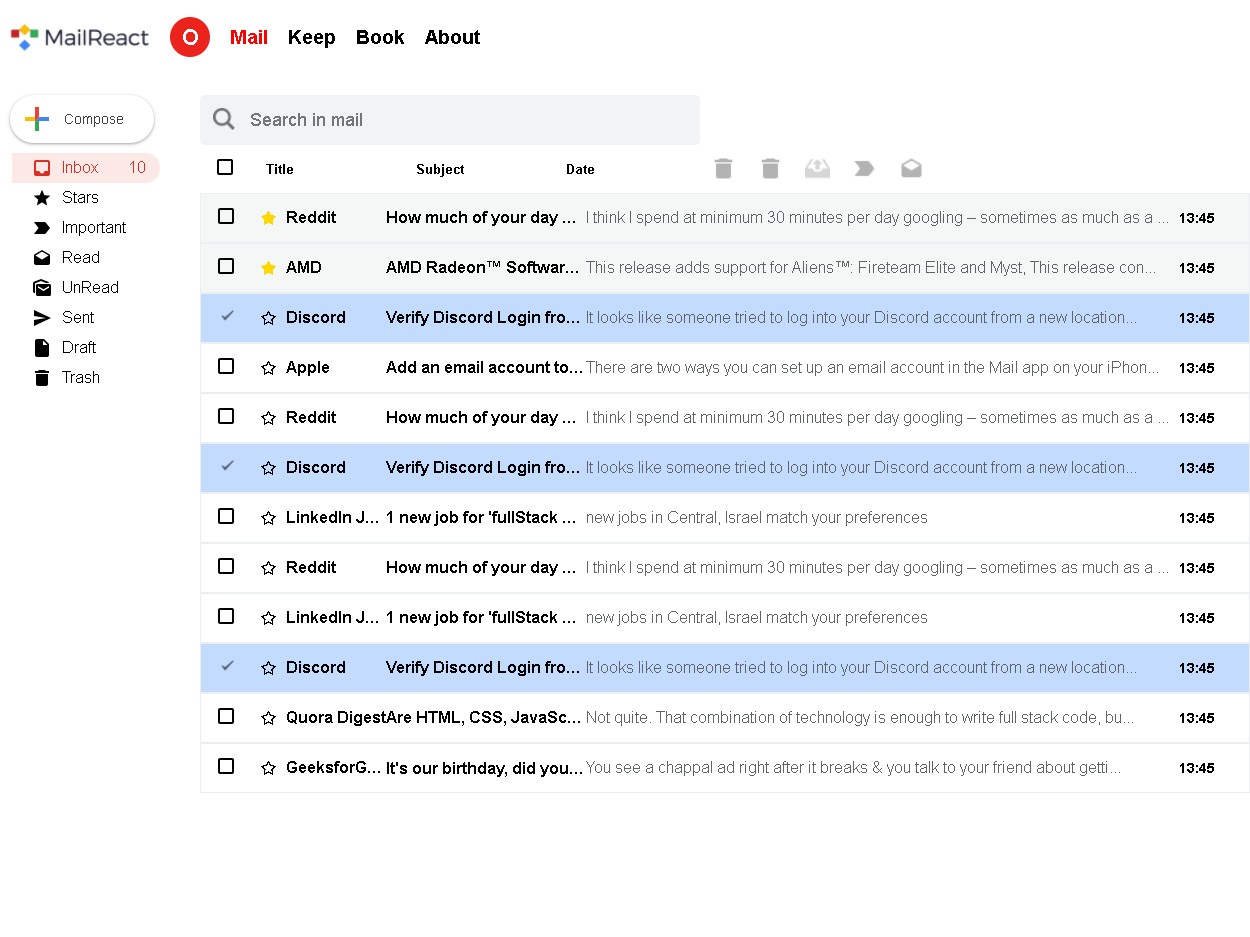 MailReact O Mail Keep Book About
Compose
Search in mail
Inbox 10
Stars
Important
Read
UnRead
Sent
Draft
Trash
Title Subject Date
Reddit How much of your day ... I think I spend at minimum 30 minutes per day googling – sometimes as much as a ... 13:45
AMD AMD Radeon™ Softwar... This release adds support for Aliens™: Fireteam Elite and Myst, This release con... 13:45
Discord Verify Discord Login fro... It looks like someone tried to log into your Discord account from a new location... 13:45
Apple Add an email account to... There are two ways you can set up an email account in the Mail app on your iPhon... 13:45
Reddit How much of your day ... I think I spend at minimum 30 minutes per day googling – sometimes as much as a ... 13:45
Discord Verify Discord Login fro... It looks like someone tried to log into your Discord account from a new location... 13:45
LinkedIn J... 1 new job for 'fullStack ... new jobs in Central, Israel match your preferences 13:45
Reddit How much of your day ... I think I spend at minimum 30 minutes per day googling – sometimes as much as a ... 13:45
LinkedIn J... 1 new job for 'fullStack ... new jobs in Central, Israel match your preferences 13:45
Discord Verify Discord Login fro... It looks like someone tried to log into your Discord account from a new location... 13:45
Quora Digest Are HTML, CSS, JavaSc... Not quite. That combination of technology is enough to write full stack code, bu... 13:45
GeeksforG... It's our birthday, did you... You see a chappal ad right after it breaks & you talk to your friend about getti... 13:45